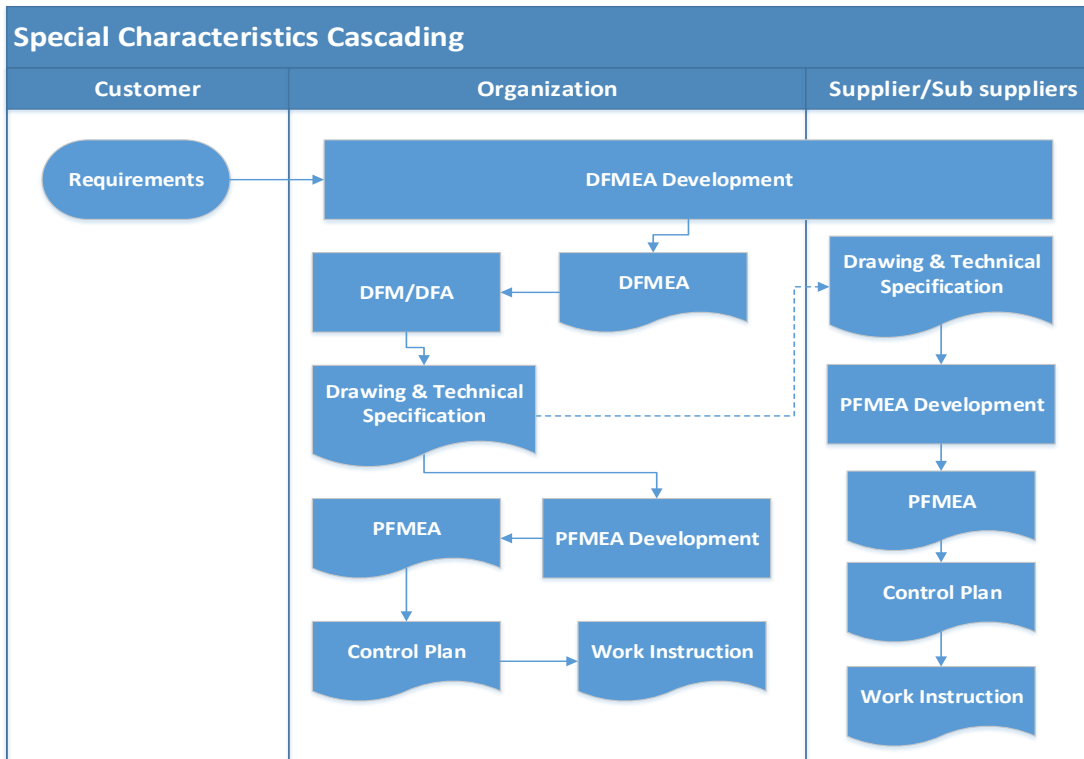 Special Characteristics Cascading
Customer
Organization
Supplier/Sub suppliers
Requirements
DFMEA Development
DFM/DFA
DFMEA
Drawing & Technical
Specification
Drawing & Technical
Specification
PFMEA Development
PFMEA
PFMEA Development
PFMEA
Control Plan
Control Plan
Work Instruction
Work Instruction